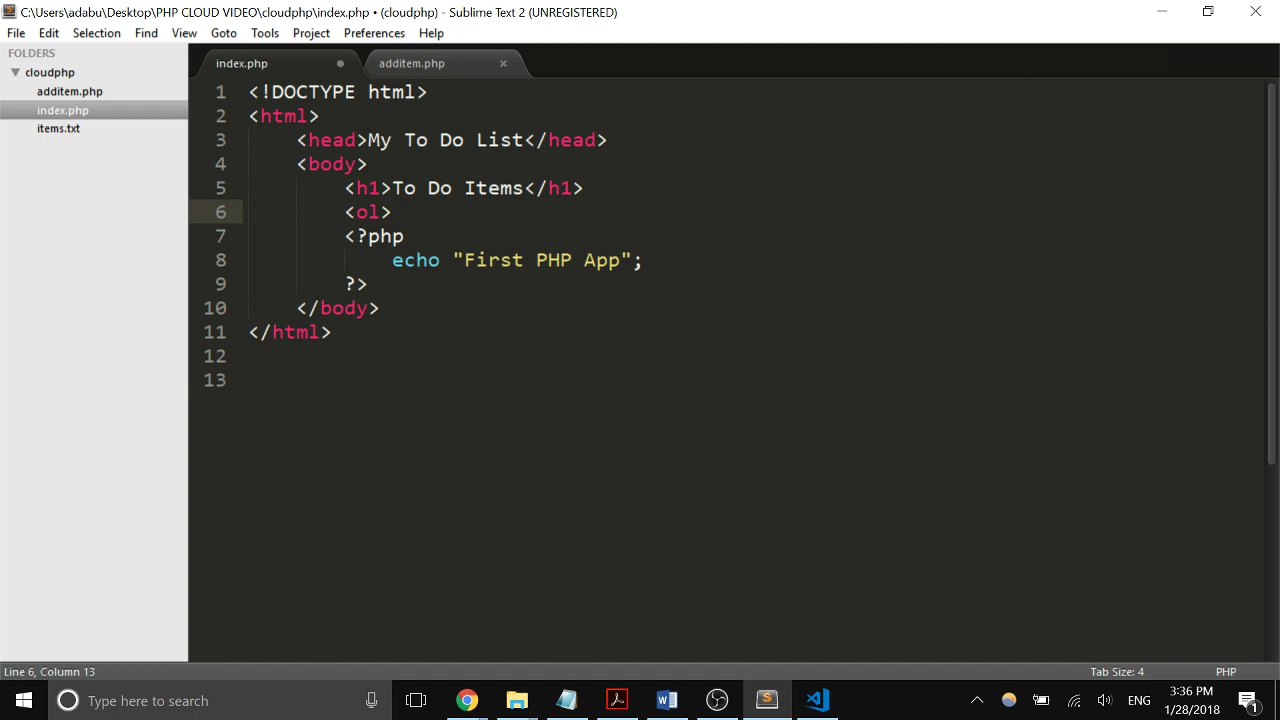 C:\Users\adabu\Desktop\PHP CLOUD VIDEO\cloudphp\index.php • (cloudphp) - Sublime Text 2 (UNREGISTERED)
File Edit Selection Find View Goto Tools Project Preferences Help
FOLDERS
cloudphp
additem.php
index.php
items.txt
index.php additem.php
1 <!DOCTYPE html>
2 <html>
3 <head>My To Do List</head>
4 <body>
5 <h1>To Do Items</h1>
6 <ol>
7 <?php
8 echo "First PHP App";
9 ?>
10 </body>
11 </html>
12
13
Line 6, Column 13 Tab Size: 4 PHP
Type here to search ENG 3:36 PM
1/28/2018 1